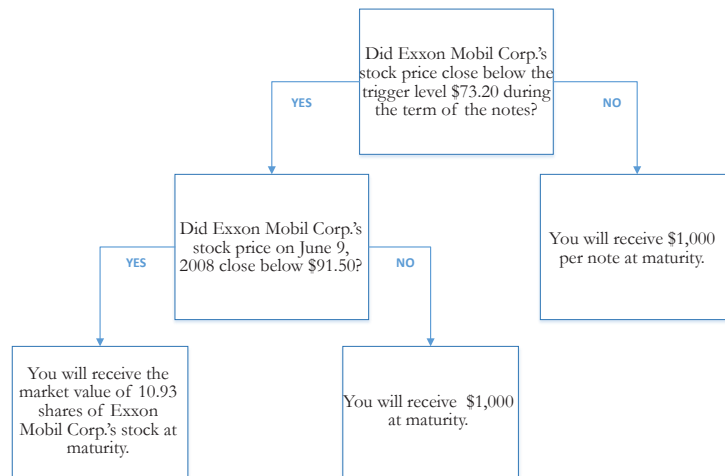 Did Exxon Mobil Corp.'s
stock price close below the
trigger level $73.20 during
the term of the notes?
YES
NO
Did Exxon Mobil Corp.'s
stock price on June 9,
2008 close below $91.50?
You will receive $1,000
per note at maturity.
YES
NO
You will receive the
market value of 10.93
shares of Exxon
Mobil Corp.'s stock at
maturity.
You will receive $1,000
at maturity.